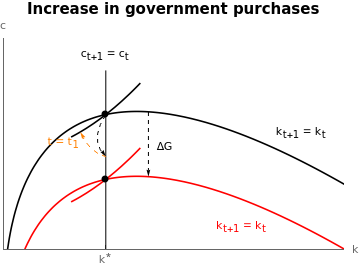 Increase in government purchases
c
c_{t+1} = c_t
k_{t+1} = k_t
t = t_1
ΔG
k_{t+1} = k_t
k
k*